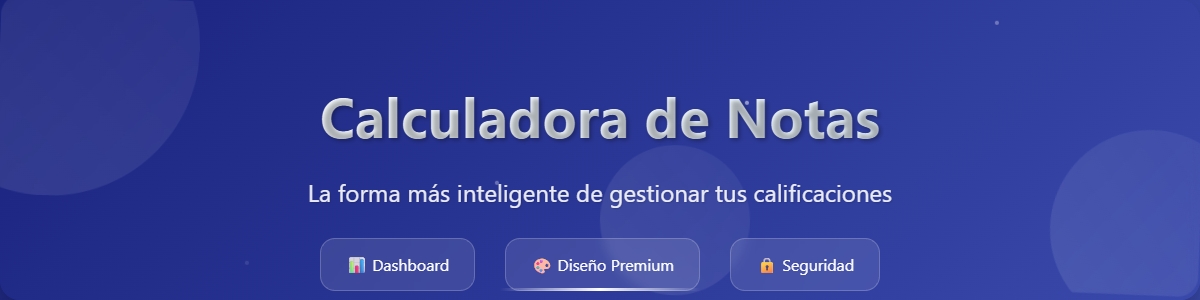 Calculadora de Notas
La forma más inteligente de gestionar tus calificaciones
Dashboard Diseño Premium Seguridad